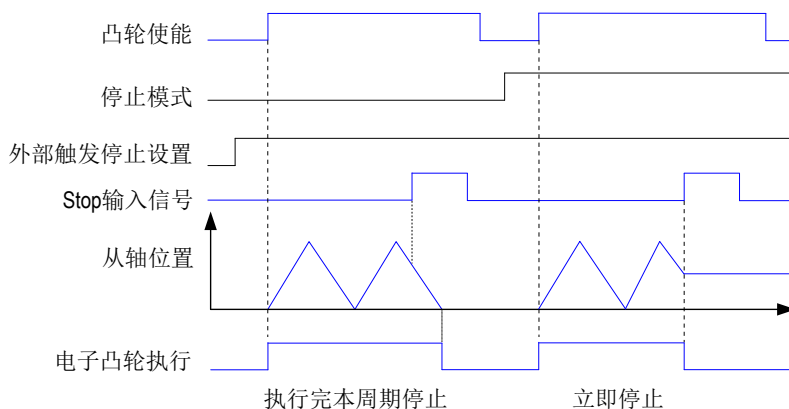 凸轮使能
停止模式
外部触发停止设置
Stop输入信号
从轴位置
电子凸轮执行
执行完本周期停止
立即停止